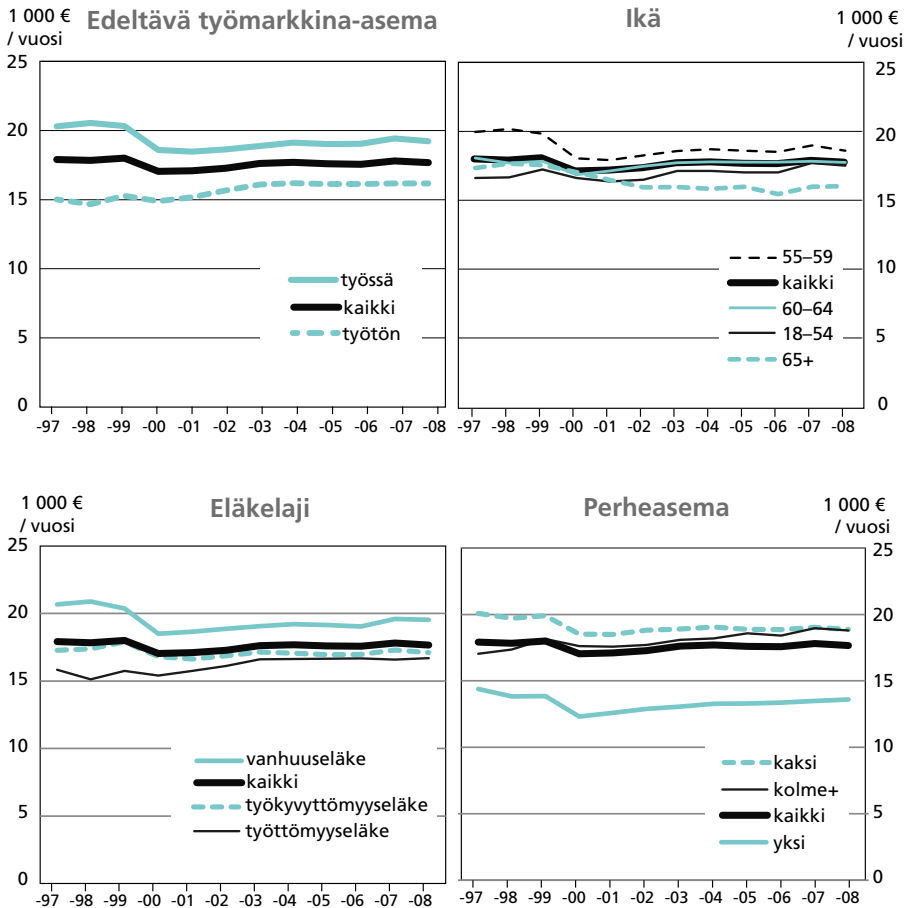 Edeltävä työmarkkina-asema
1 000 €
/ vuosi
25
20
15
10
5
0
työssä
kaikki
työtön
-97 -98 -99 -00 -01 -02 -03 -04 -05 -06 -07 -08
Ikä
1 000 €
/ vuosi
25
20
15
10
5
0
55–59
kaikki
60–64
18–54
65+
-97 -98 -99 -00 -01 -02 -03 -04 -05 -06 -07 -08
Eläkelaji
1 000 €
/ vuosi
25
20
15
10
5
0
vanhuuseläke
kaikki
työkyvyttömyyseläke
työttömyyseläke
-97 -98 -99 -00 -01 -02 -03 -04 -05 -06 -07 -08
Perheasema
1 000 €
/ vuosi
25
20
15
10
5
0
kaksi
kolme+
kaikki
yksi
-97 -98 -99 -00 -01 -02 -03 -04 -05 -06 -07 -08